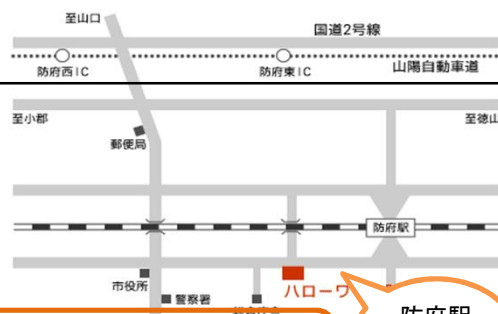 至山口
国道2号線
防府西IC
防府東IC
山陽自動車道
至小郡
至徳山
郵便局
防府駅
市役所
ハローワ
警察署
防府駅